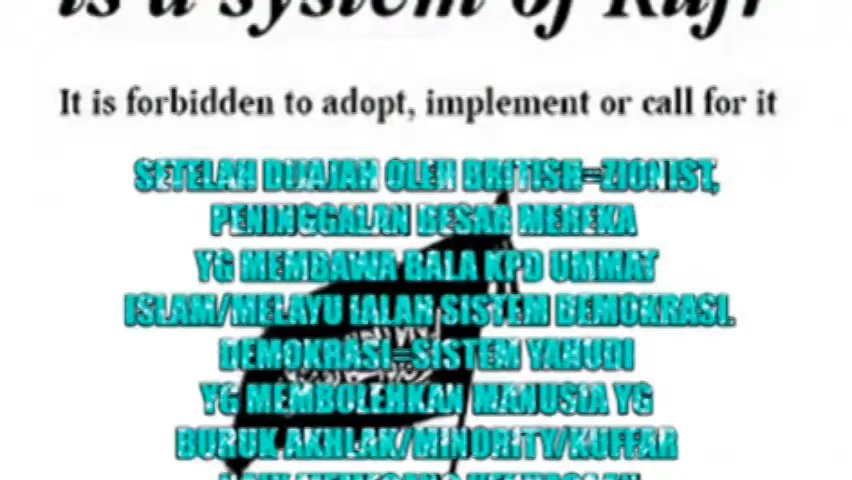 is a system of Kufr
It is forbidden to adopt, implement or call for it
SETELAH DIJAJAH OLEH BRITISH=ZIONIST,
PENINGGALAN BESAR MEREKA
YG MEMBAWA BALA KPD UMMAT
ISLAM/MELAYU IALAH SISTEM DEMOKRASI.
DEMOKRASI=SISTEM YAHUDI
YG MEMBOLEHKAN MANUSIA YG
BURUK AKHLAK/MINORITY/KUFFAR